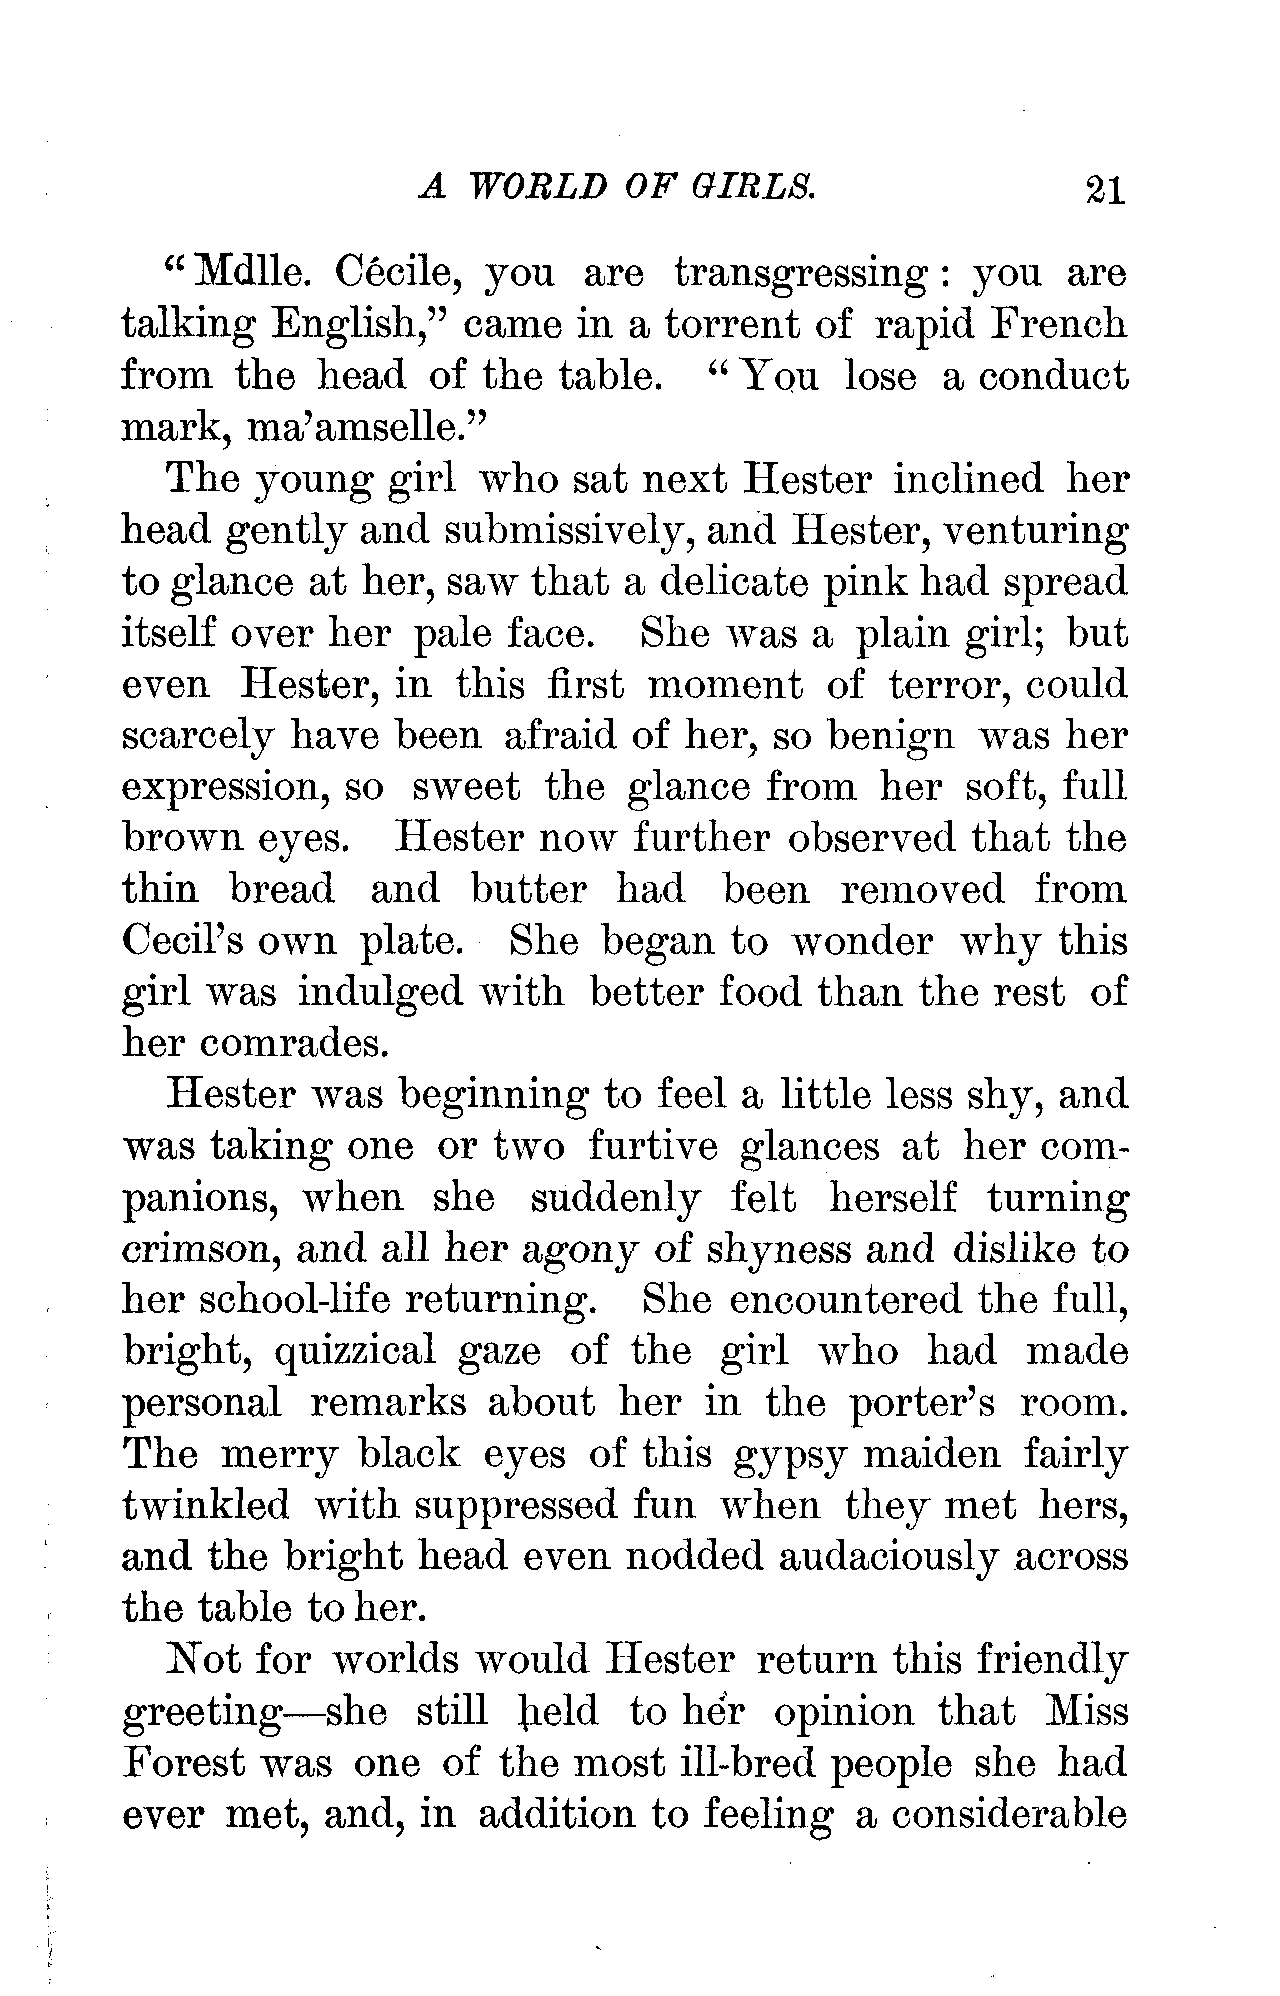 A WORLD OF GIRLS. 21
“Mdlle. Cécile, you are transgressing : you are
talking English,” came in a torrent of rapid French
from the head of the table. “You lose a conduct
mark, ma’amselle.”
The young girl who sat next Hester inclined her
head gently and submissively, and Hester, venturing
to glance at her, saw that a delicate pink had spread
itself over her pale face. She was a plain girl; but
even Hester, in this first moment of terror, could
scarcely have been afraid of her, so benign was her
expression, so sweet the glance from her soft, full
brown eyes. Hester now further observed that the
thin bread and butter had been removed from
Cecil’s own plate. She began to wonder why this
girl was indulged with better food than the rest of
her comrades.
Hester was beginning to feel a little less shy, and
was taking one or two furtive glances at her com-
panions, when she suddenly felt herself turning
crimson, and all her agony of shyness and dislike to
her school-life returning. She encountered the full,
bright, quizzical gaze of the girl who had made
personal remarks about her in the porter’s room.
The merry black eyes of this gypsy maiden fairly
twinkled with suppressed fun when they met hers,
and the bright head even nodded audaciously across
the table to her.
Not for worlds would Hester return this friendly
greeting—she still held to her opinion that Miss
Forest was one of the most ill-bred people she had
ever met, and, in addition to feeling a considerable